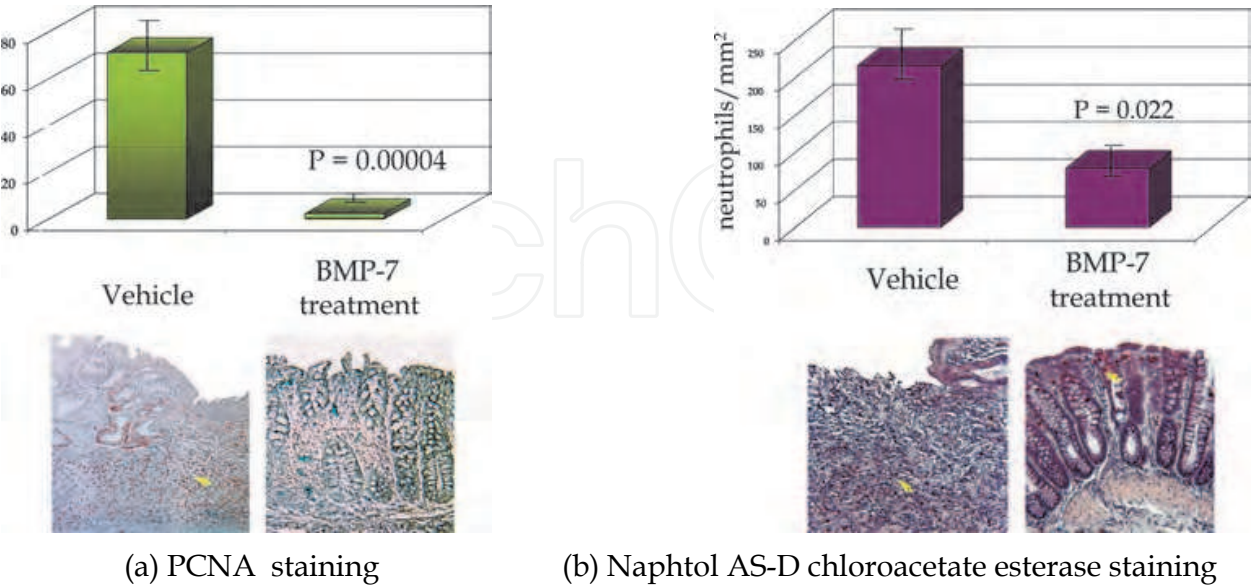 80
60
40
20
0
P = 0.00004
Vehicle
BMP-7
treatment
(a) PCNA staining
neutrophils/mm²
250
200
150
100
50
0
P = 0.022
Vehicle
BMP-7
treatment
(b) Naphtol AS-D chloroacetate esterase staining